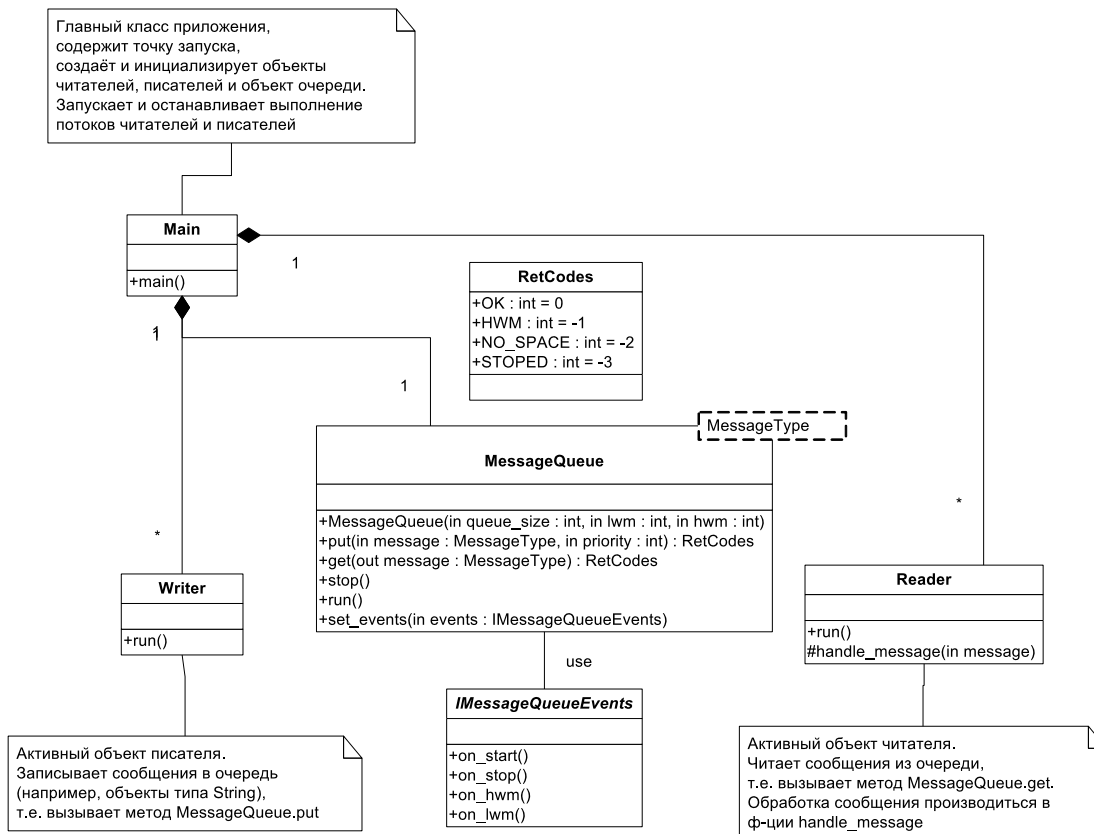 Главный класс приложения,
содержит точку запуска,
создаёт и инициализирует объекты
читателей, писателей и объект очереди.
Запускает и останавливает выполнение
потоков читателей и писателей
Main
+main()
1
1
1
RetCodes
+OK : int = 0
+HWM : int = -1
+NO_SPACE : int = -2
+STOPED : int = -3
1
MessageType
MessageQueue
+MessageQueue(in queue_size : int, in lwm : int, in hwm : int)
+put(in message : MessageType, in priority : int) : RetCodes
+get(out message : MessageType) : RetCodes
+stop()
+run()
+set_events(in events : IMessageQueueEvents)
*
*
Writer
+run()
Reader
+run()
#handle_message(in message)
use
IMessageQueueEvents
+on_start()
+on_stop()
+on_hwm()
+on_lwm()
Активный объект писателя.
Записывает сообщения в очередь
(например, объекты типа String),
т.е. вызывает метод MessageQueue.put
Активный объект читателя.
Читает сообщения из очереди,
т.е. вызывает метод MessageQueue.get.
Обработка сообщения производиться в
ф-ции handle_message